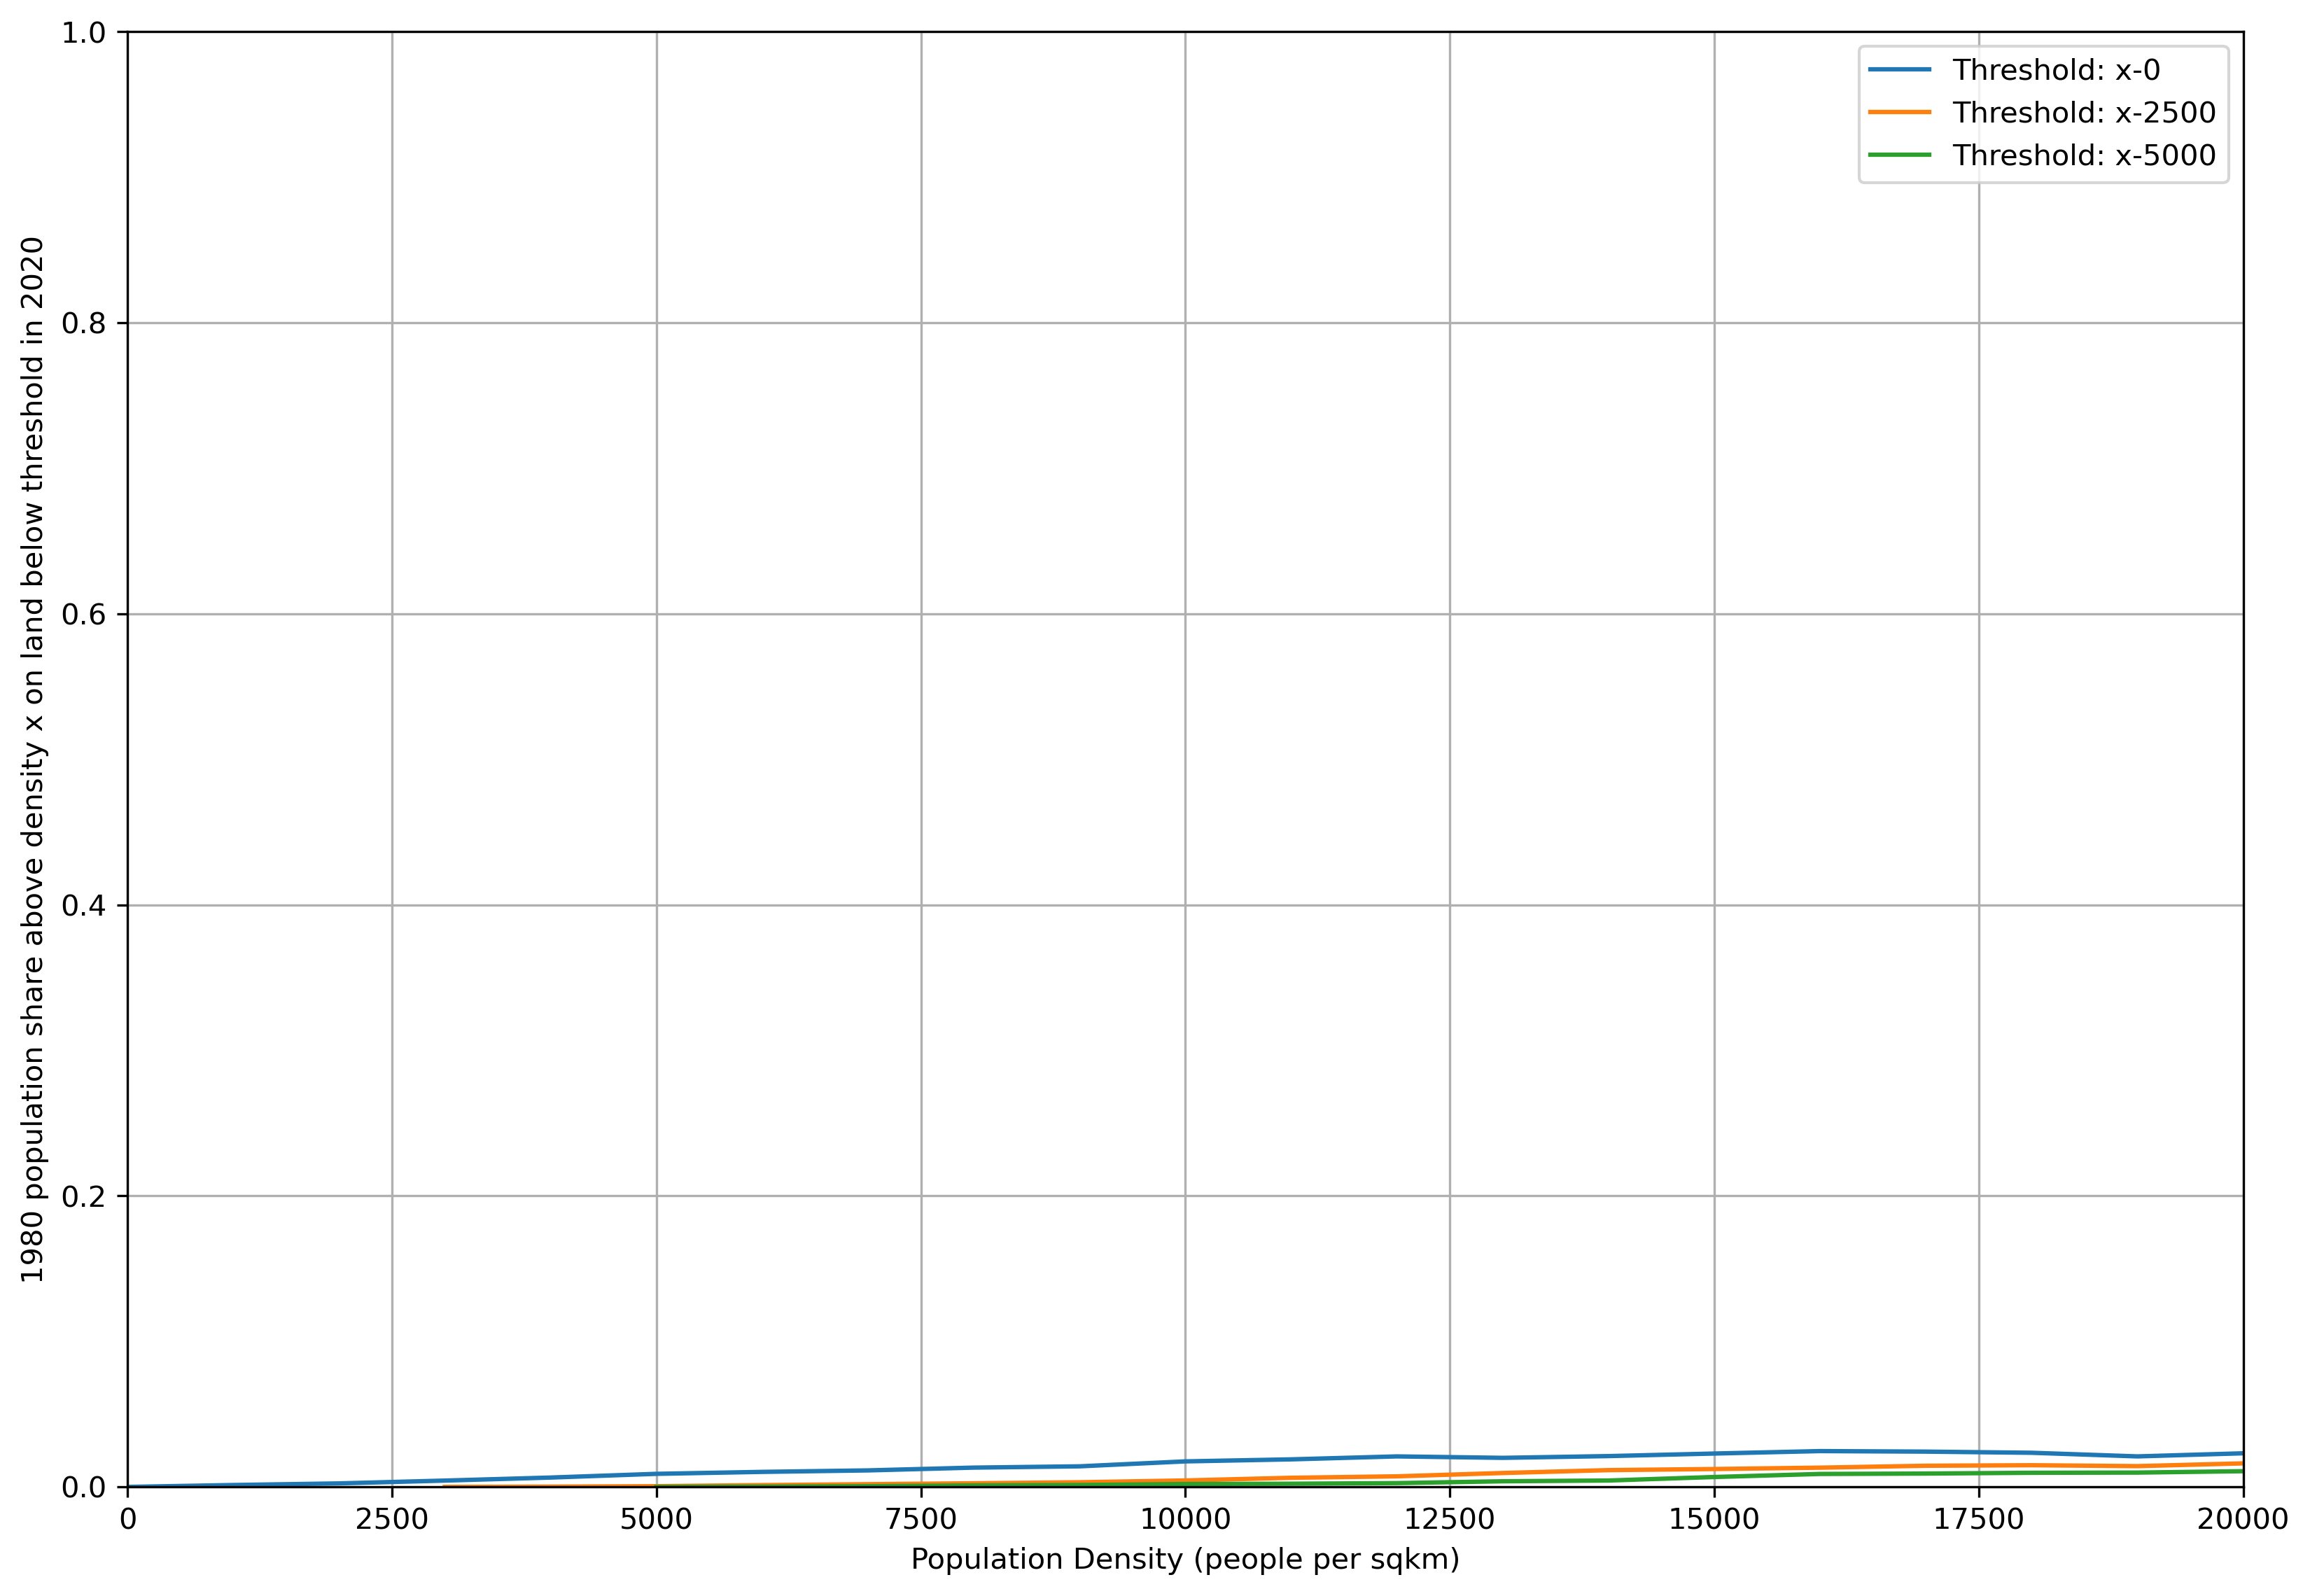 1.0
0.8
0.6
0.4
0.2
0.0
1980 population share above density x on land below threshold in 2020
Threshold: x-0
Threshold: x-2500
Threshold: x-5000
0 2500 5000 7500 10000 12500 15000 17500 20000
Population Density (people per sqkm)